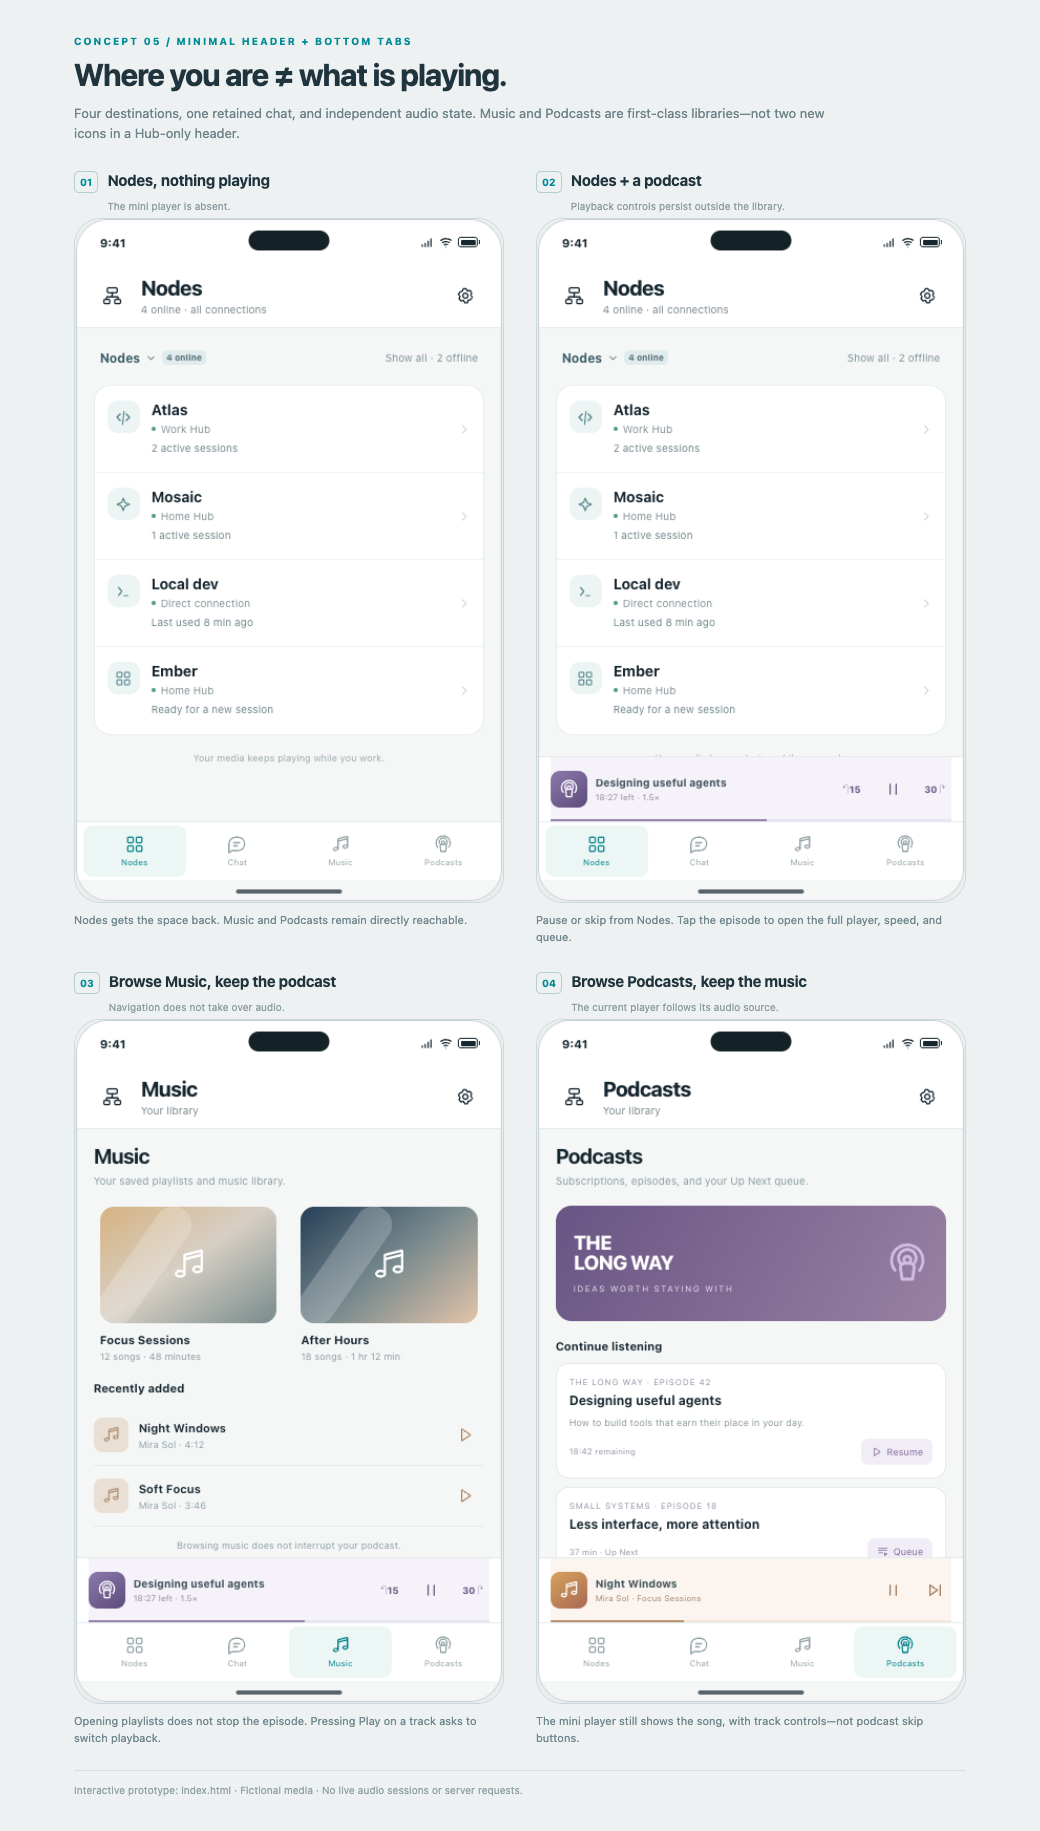 CONCEPT 05 / MINIMAL HEADER + BOTTOM TABS
Where you are ≠ what is playing.
Four destinations, one retained chat, and independent audio state. Music and Podcasts are first-class libraries—not two new
icons in a Hub-only header.
01 Nodes, nothing playing
The mini player is absent.
9:41
Nodes
4 online · all connections
Nodes 4 online Show all · 2 offline
Atlas
Work Hub
2 active sessions
Mosaic
Home Hub
1 active session
Local dev
Direct connection
Last used 8 min ago
Ember
Home Hub
Ready for a new session
Your media keeps playing while you work.
Nodes Chat Music Podcasts
Nodes gets the space back. Music and Podcasts remain directly reachable.
02 Nodes + a podcast
Playback controls persist outside the library.
9:41
Nodes
4 online · all connections
Nodes 4 online Show all · 2 offline
Atlas
Work Hub
2 active sessions
Mosaic
Home Hub
1 active session
Local dev
Direct connection
Last used 8 min ago
Ember
Home Hub
Ready for a new session
Designing useful agents
18:27 left · 1.5×
15 30
Nodes Chat Music Podcasts
Pause or skip from Nodes. Tap the episode to open the full player, speed, and
queue.
03 Browse Music, keep the podcast
Navigation does not take over audio.
9:41
Music
Your library
Music
Your saved playlists and music library.
Focus Sessions
12 songs · 48 minutes
After Hours
18 songs · 1 hr 12 min
Recently added
Night Windows
Mira Sol · 4:12
Soft Focus
Mira Sol · 3:46
Browsing music does not interrupt your podcast.
Designing useful agents
18:27 left · 1.5×
15 30
Nodes Chat Music Podcasts
Opening playlists does not stop the episode. Pressing Play on a track asks to
switch playback.
04 Browse Podcasts, keep the music
The current player follows its audio source.
9:41
Podcasts
Your library
Podcasts
Subscriptions, episodes, and your Up Next queue.
THE
LONG WAY
IDEAS WORTH STAYING WITH
Continue listening
THE LONG WAY · EPISODE 42
Designing useful agents
How to build tools that earn their place in your day.
18:42 remaining Resume
SMALL SYSTEMS · EPISODE 18
Less interface, more attention
37 min · Up Next Queue
Night Windows
Mira Sol · Focus Sessions
Nodes Chat Music Podcasts
The mini player still shows the song, with track controls—not podcast skip
buttons.
Interactive prototype: index.html · Fictional media · No live audio sessions or server requests.